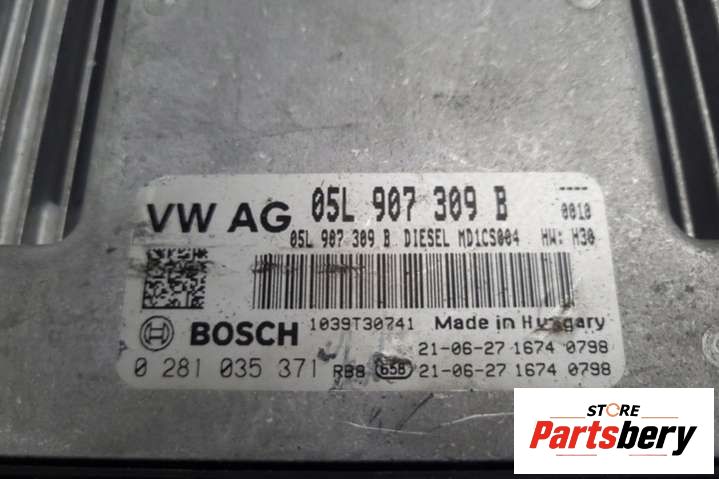 VW AG 05L 907 309 B ----
0010
05L 907 309 B DIESEL MD1CS004 HW: H30
1039T30741 Made in Hungary
BOSCH
21-06-27 1674 0798
0 281 035 371 RB8 658 21-06-27 1674 0798
STORE
Partsbery